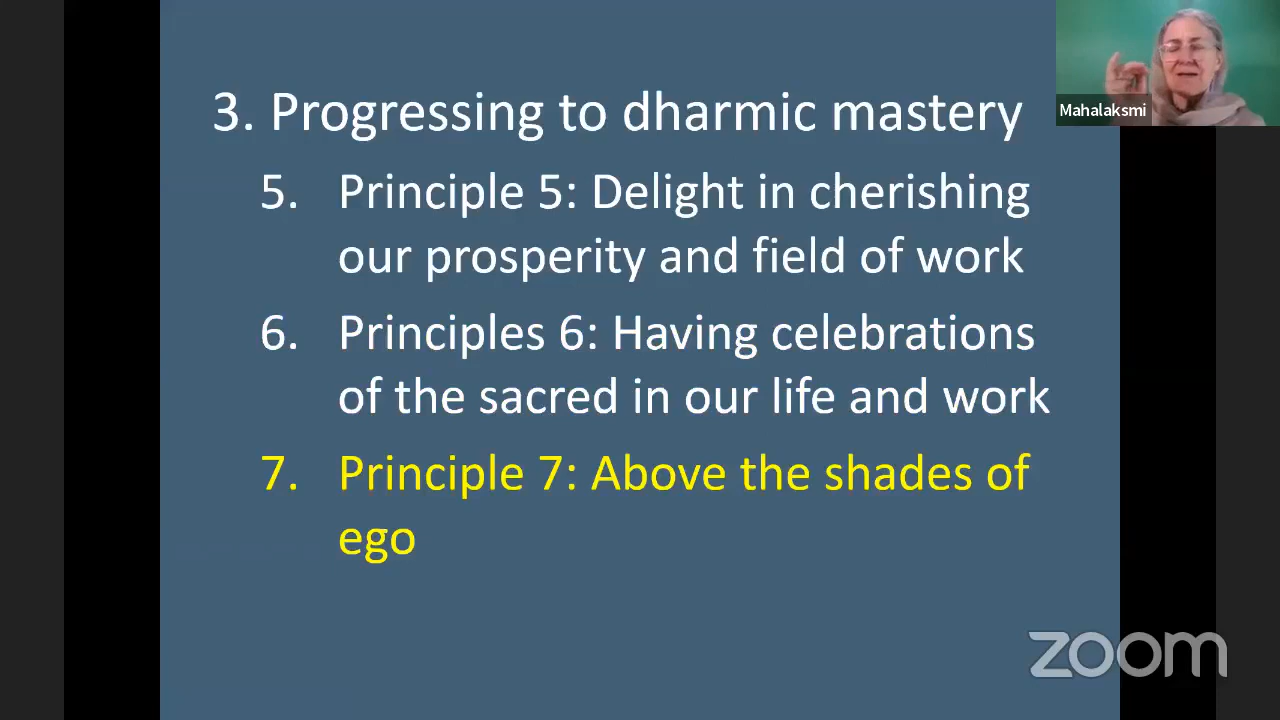 3. Progressing to dharmic mastery
5. Principle 5: Delight in cherishing
our prosperity and field of work
6. Principles 6: Having celebrations
of the sacred in our life and work
7. Principle 7: Above the shades of
ego
Mahalaksmi
zoom